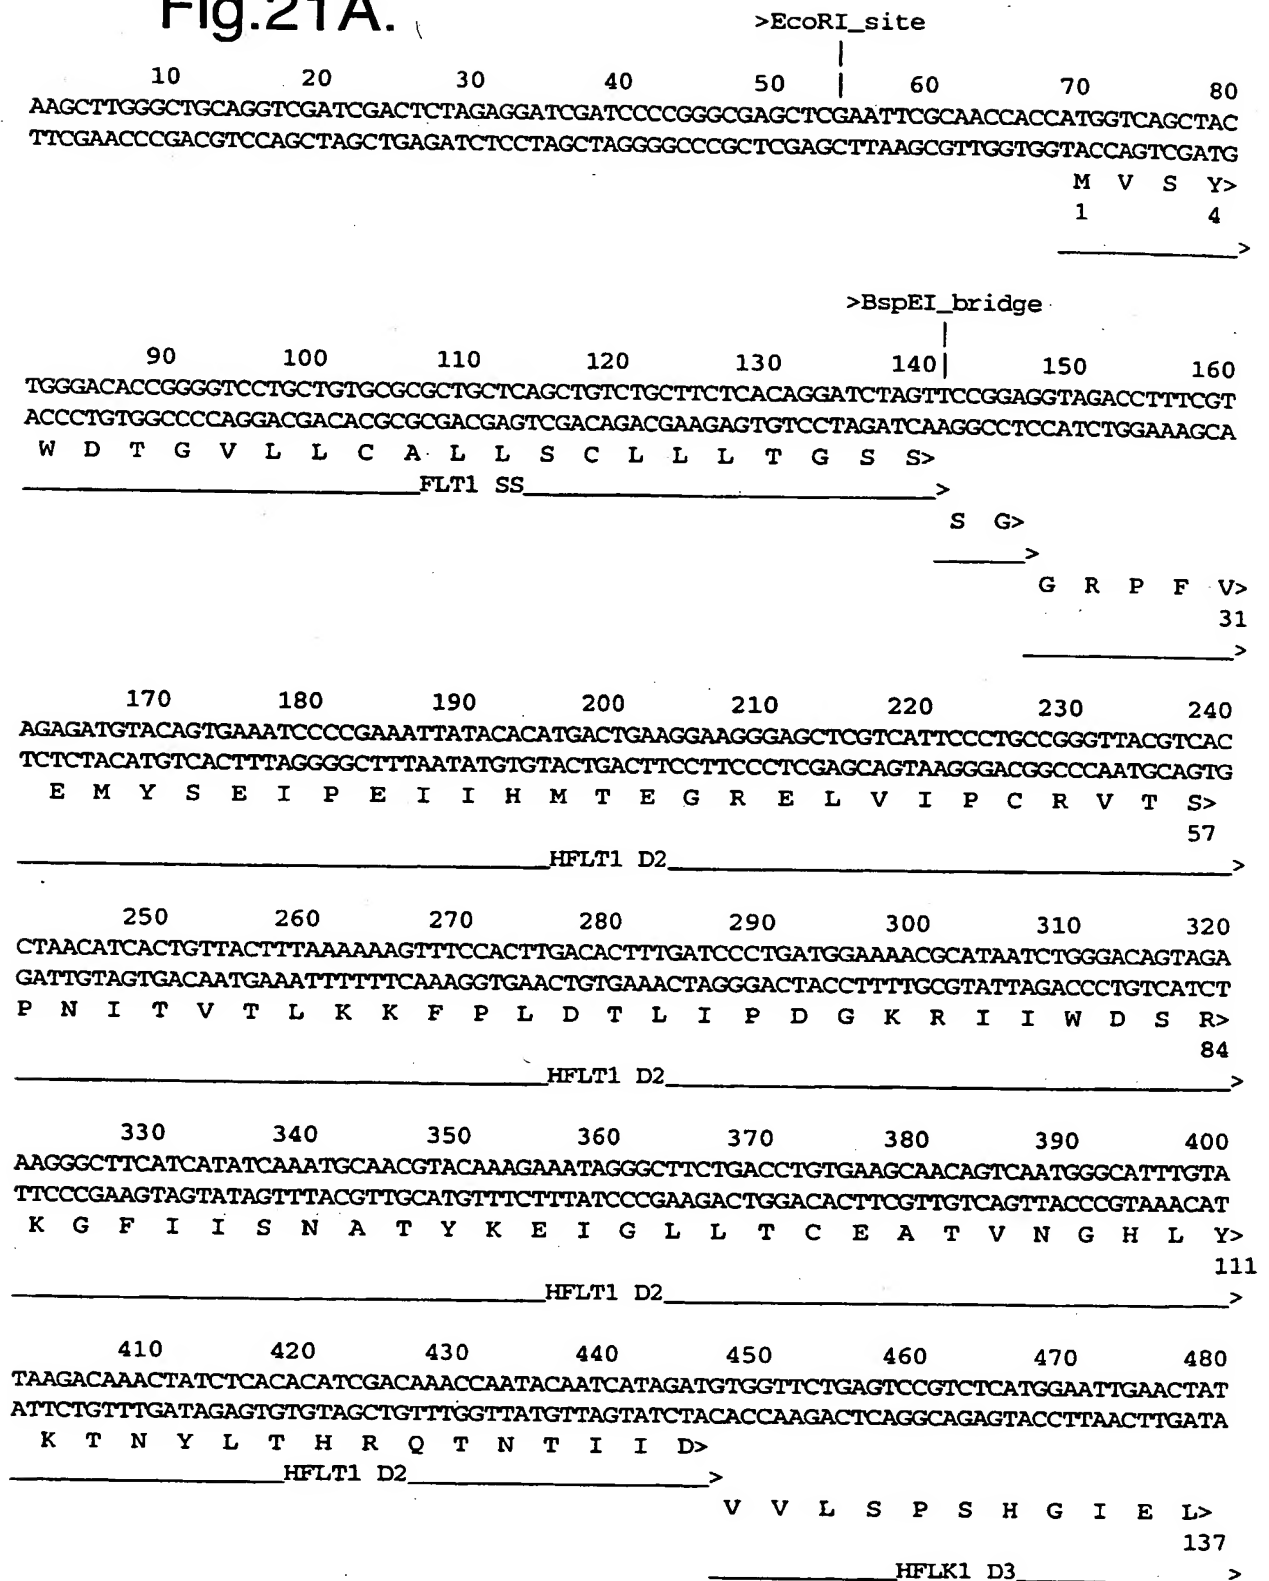 Fig.21A.
>EcoRI_site
10 20 30 40 50 60 70 80
AAGCTTGGGCTGCAGGTCGATCGACTCTAGAGGATCGATCCCCGGGCGAGCTCGAATTCGCAACCACCATGGTCAGCTAC
TTCGAACCCGACGTCCAGCTAGCTGAGATCTCCTAGCTAGGGGCCCGCTCGAGCTTAAGCGTTGGTGGTACCAGTCGATG
M V S Y>
1 4
>
>BspEI_bridge
90 100 110 120 130 140 150 160
TGGGACACCGGGGTCCTGCTGTGCGCGCTGCTCAGCTGTCTGCTTCTCACAGGATCTAGTTCCGGAGGTAGACCTTTCGT
ACCCTGTGGCCCCAGGACGACACGCGCGACGAGTCGACAGACGAAGAGTGTCCTAGATCAAGGCCTCCATCTGGAAAGCA
W D T G V L L C A L L S C L L L T G S S>
FLT1 SS >
S G>
>
G R P F V>
31
>
170 180 190 200 210 220 230 240
AGAGATGTACAGTGAAATCCCCGAAATTATACACATGACTGAAGGAAGGGAGCTCGTCATTCCCTGCCGGGTTACGTCAC
TCTCTACATGTCACTTTAGGGGCTTTAATATGTGTACTGACTTCCTTCCCTCGAGCAGTAAGGGACGGCCCAATGCAGTG
E M Y S E I P E I I H M T E G R E L V I P C R V T S>
57
HFLT1 D2 >
250 260 270 280 290 300 310 320
CTAACATCACTGTTACTTTAAAAAAGTTTCCACTTGACACTTTGATCCCTGATGGAAAACGCATAATCTGGGACAGTAGA
GATTGTAGTGACAATGAAATTTTTTCAAAGGTGAACTGTGAAACTAGGGACTACCTTTTGCGTATTAGACCCTGTCATCT
P N I T V T L K K F P L D T L I P D G K R I I W D S R>
84
HFLT1 D2 >
330 340 350 360 370 380 390 400
AAGGGCTTCATCATATCAAATGCAACGTACAAAGAAATAGGGCTTCTGACCTGTGAAGCAACAGTCAATGGGCATTTGTA
TTCCCGAAGTAGTATAGTTTACGTTGCATGTTTCTTTATCCCGAAGACTGGACACTTCGTTGTCAGTTACCCGTAAACAT
K G F I I S N A T Y K E I G L L T C E A T V N G H L Y>
111
HFLT1 D2 >
410 420 430 440 450 460 470 480
TAAGACAAACTATCTCACACATCGACAAACCAATACAATCATAGATGTGGTTCTGAGTCCGTCTCATGGAATTGAACTAT
ATTCTGTTTGATAGAGTGTGTAGCTGTTTGGTTATGTTAGTATCTACACCAAGACTCAGGCAGAGTACCTTAACTTGATA
K T N Y L T H R Q T N T I I D>
HFLT1 D2 >
V V L S P S H G I E L>
137
HFLK1 D3 >